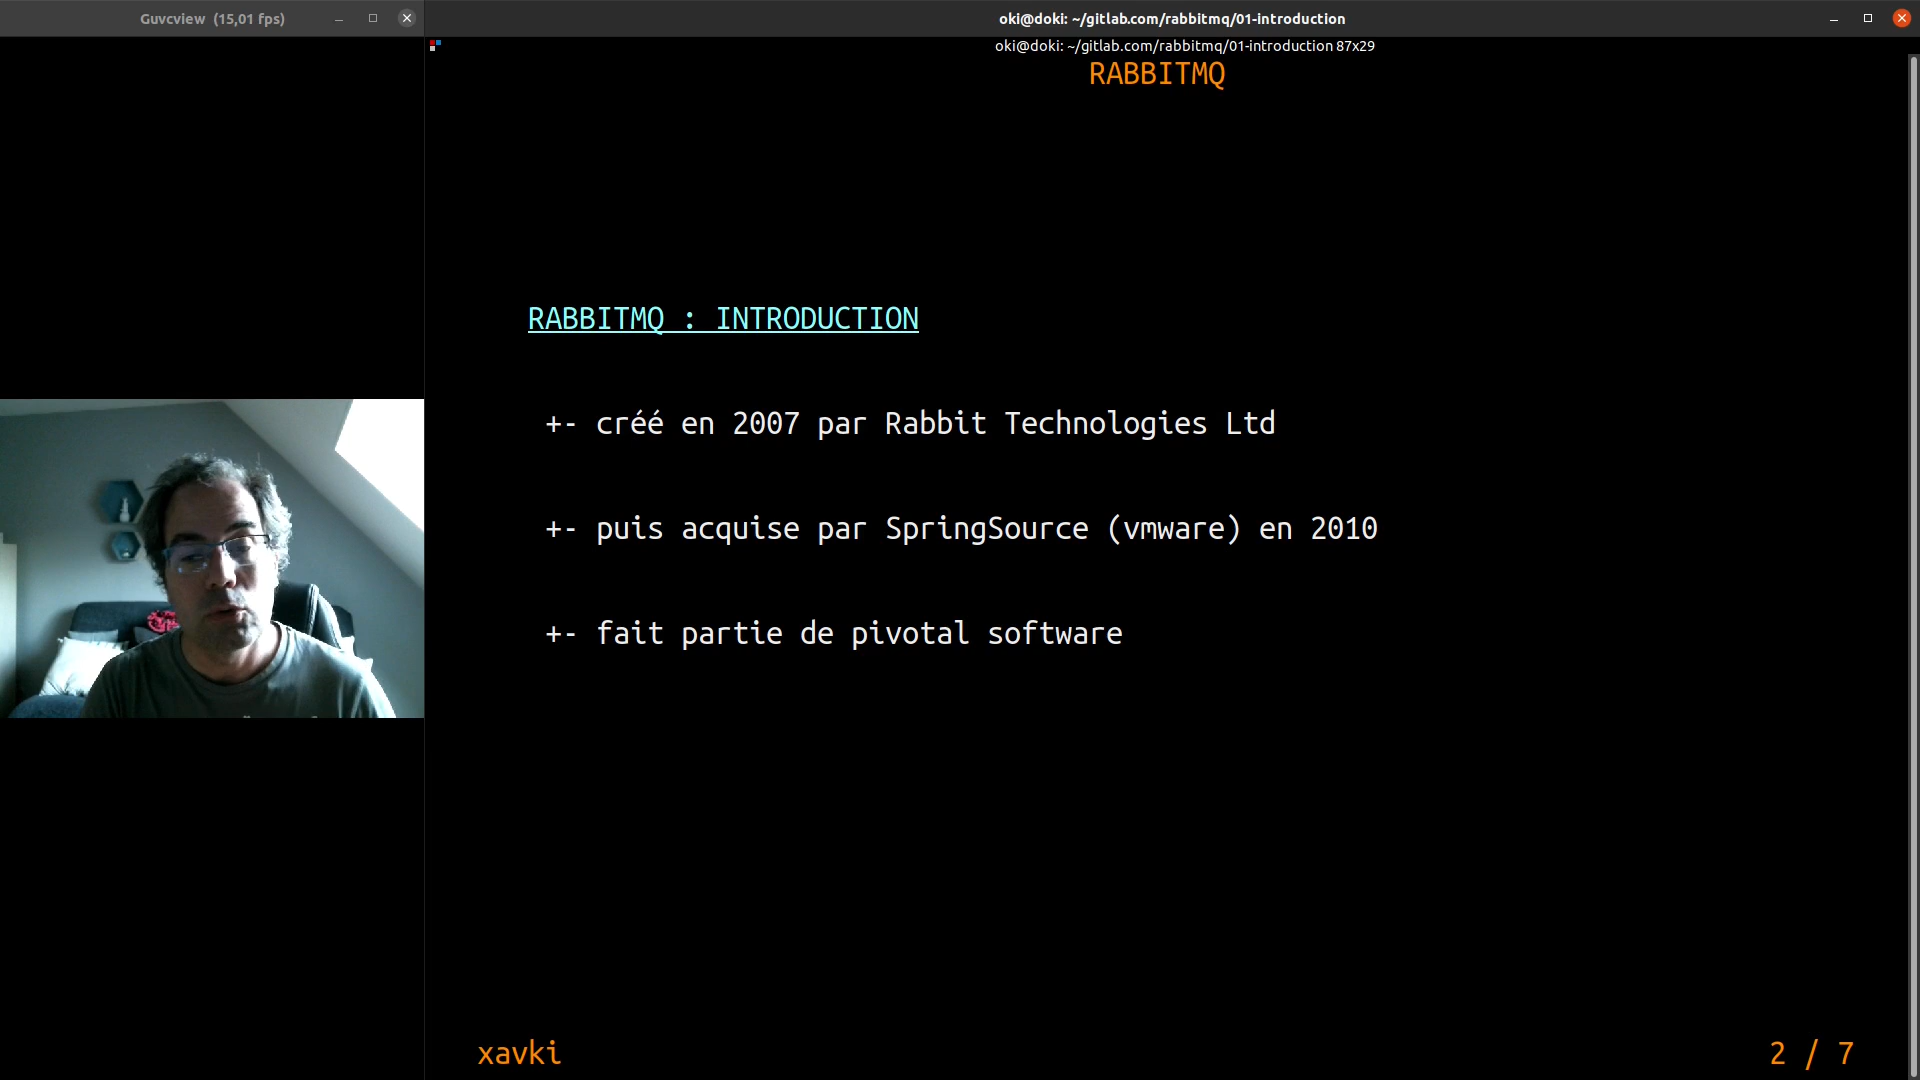 Guvcview (15,01 fps)
oki@doki: ~/gitlab.com/rabbitmq/01-introduction
oki@doki: ~/gitlab.com/rabbitmq/01-introduction 87x29
RABBITMQ
RABBITMQ : INTRODUCTION
+- créé en 2007 par Rabbit Technologies Ltd
+- puis acquise par SpringSource (vmware) en 2010
+- fait partie de pivotal software
xavki
2 / 7